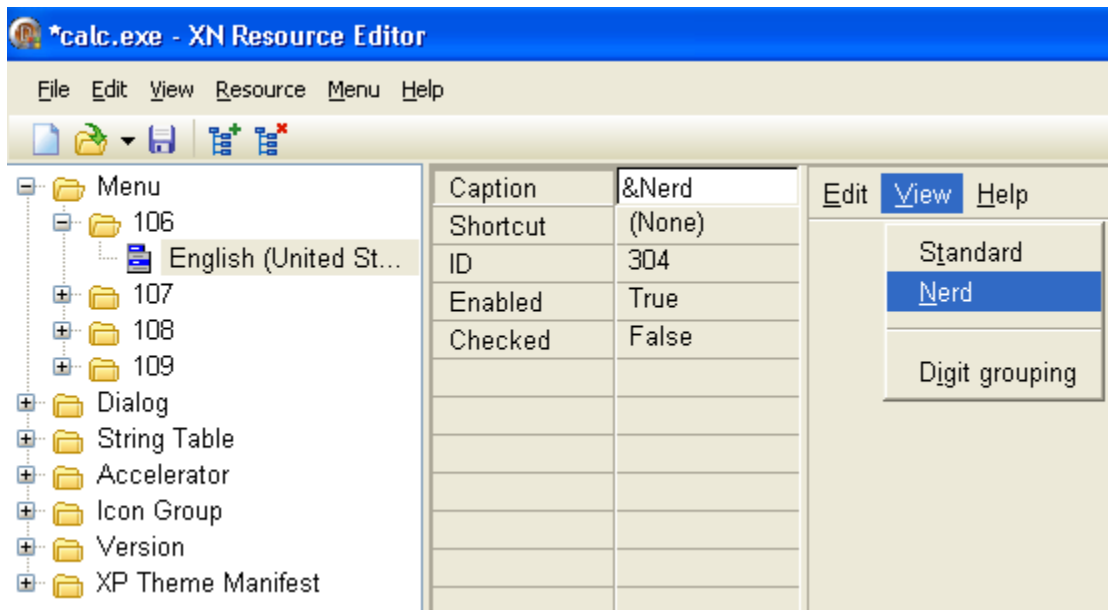 *calc.exe - XN Resource Editor
File Edit View Resource Menu Help
Menu
106
English (United St...
107
108
109
Dialog
String Table
Accelerator
Icon Group
Version
XP Theme Manifest
Caption &Nerd
Shortcut (None)
ID 304
Enabled True
Checked False
Edit View Help
Standard
Nerd
Digit grouping